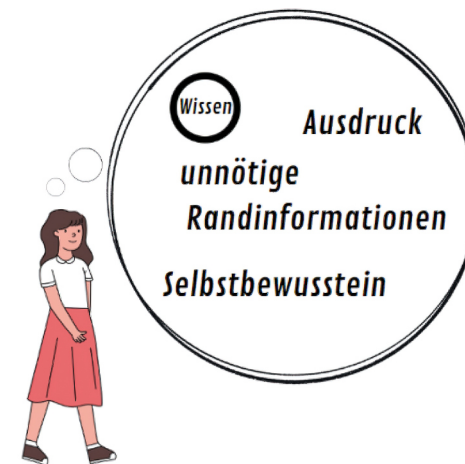 Wissen
Ausdruck
unnötige
Randinformationen
Selbstbewusstein